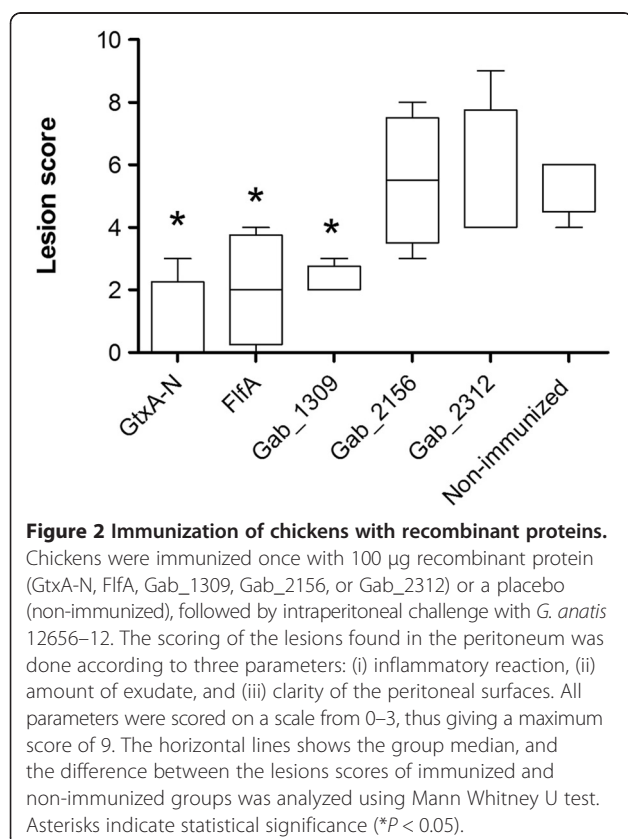 10
8
6
4
2
0
Lesion score
* * *
GtxA-N
FlfA
Gab_1309
Gab_2156
Gab_2312
Non-immunized
Figure 2 Immunization of chickens with recombinant proteins.
Chickens were immunized once with 100 μg recombinant protein
(GtxA-N, FlfA, Gab_1309, Gab_2156, or Gab_2312) or a placebo
(non-immunized), followed by intraperitoneal challenge with G. anatis
12656–12. The scoring of the lesions found in the peritoneum was
done according to three parameters: (i) inflammatory reaction, (ii)
amount of exudate, and (iii) clarity of the peritoneal surfaces. All
parameters were scored on a scale from 0–3, thus giving a maximum
score of 9. The horizontal lines shows the group median, and
the difference between the lesions scores of immunized and
non-immunized groups was analyzed using Mann Whitney U test.
Asterisks indicate statistical significance (*P < 0.05).